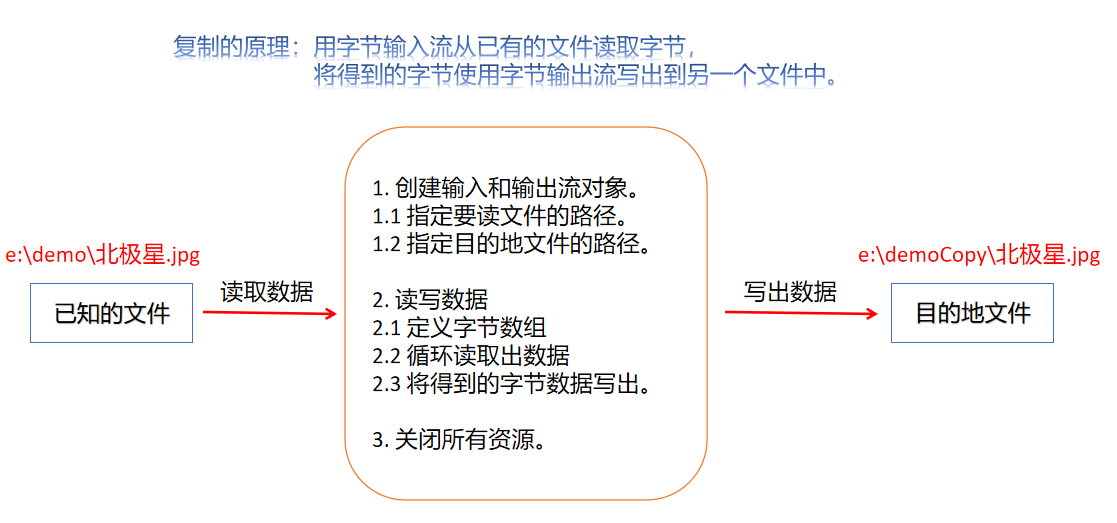 复制的原理：用字节输入流从已有的文件读取字节，
将得到的字节使用字节输出流写出到另一个文件中。
1. 创建输入和输出流对象。
1.1 指定要读文件的路径。
1.2 指定目的地文件的路径。
e:\demo\北极星.jpg
e:\demoCopy\北极星.jpg
已知的文件
读取数据
2. 读写数据
2.1 定义字节数组
2.2 循环读取出数据
2.3 将得到的字节数据写出。
写出数据
目的地文件
3. 关闭所有资源。